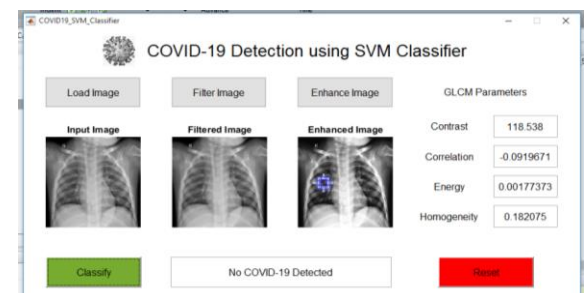 COVID19_SVM_Classifier
COVID-19 Detection using SVM Classifier
Load Image
Filter Image
Enhance Image
GLCM Parameters
Input Image
Filtered Image
Enhanced Image
Contrast
118.538
Correlation
-0.0919671
Energy
0.00177373
Homogeneity
0.182075
Classify
No COVID-19 Detected
Reset